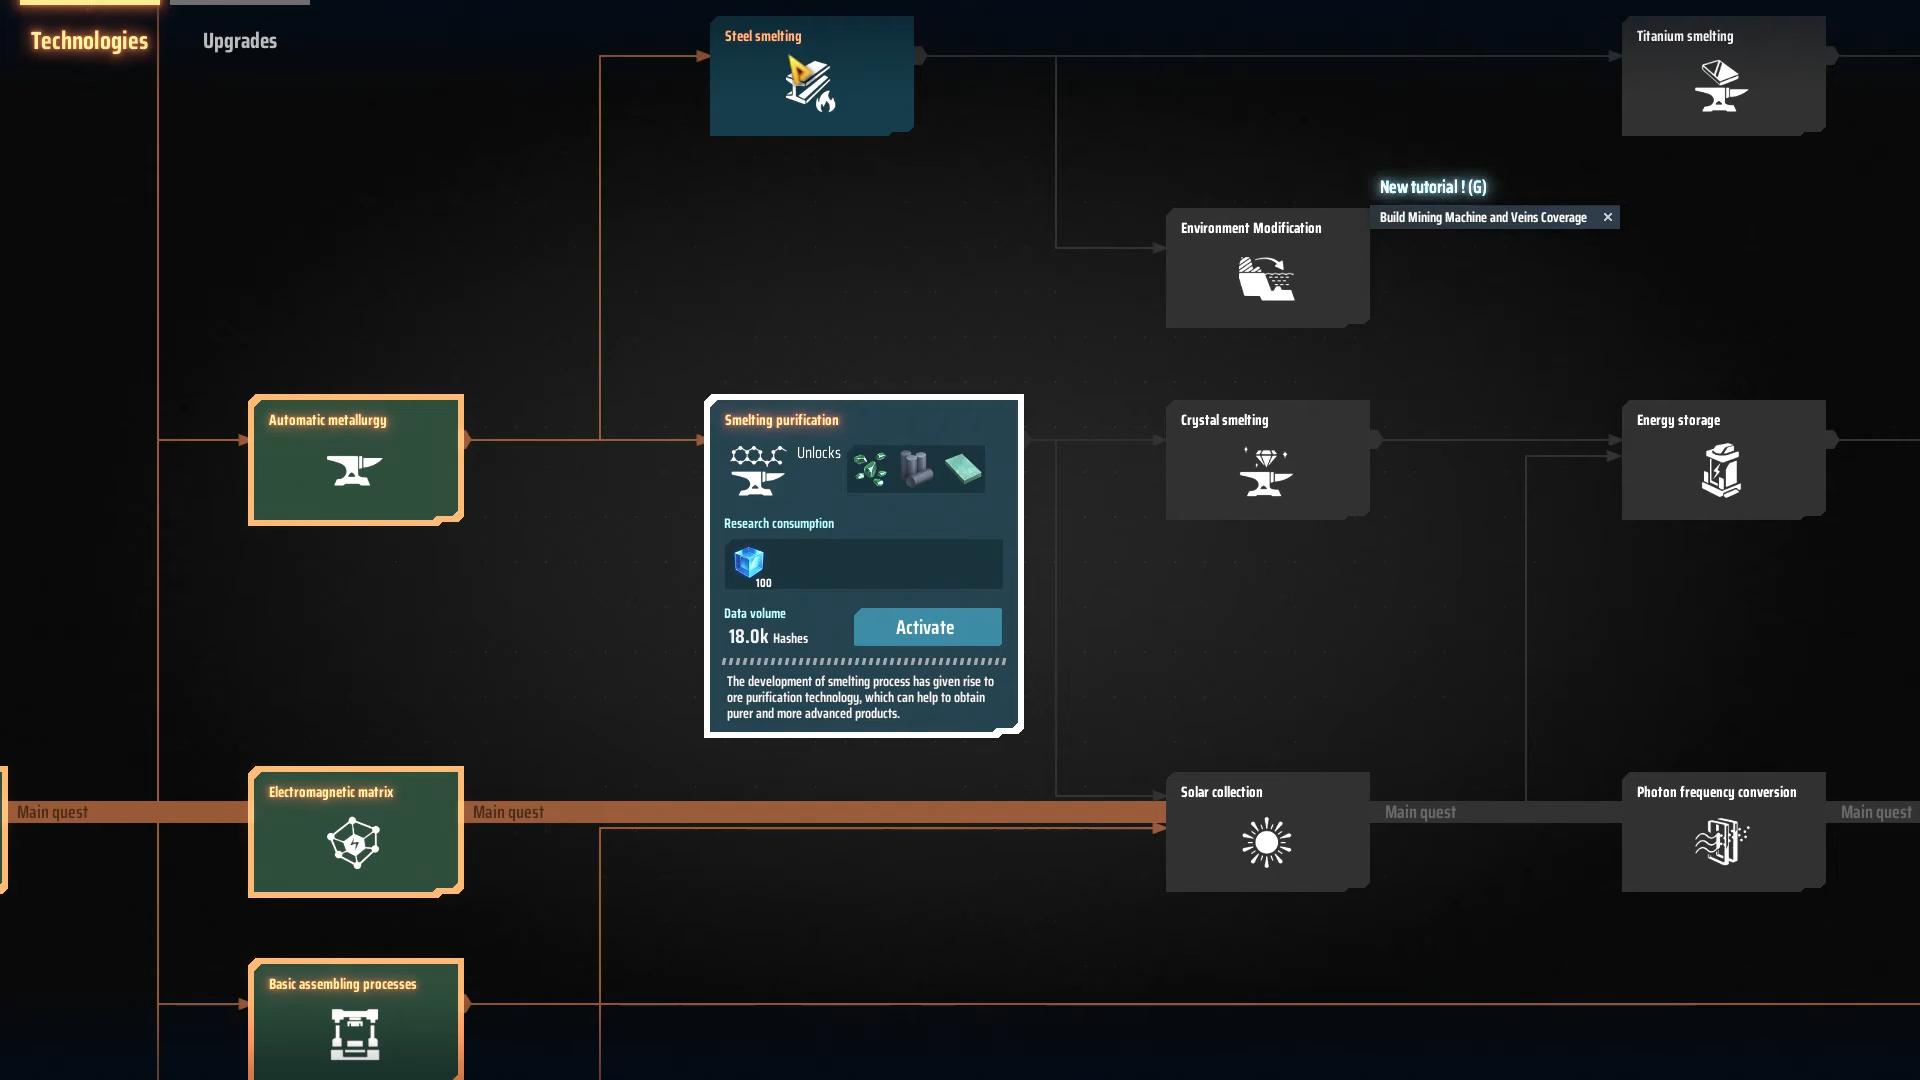 Technologies
Upgrades
Steel smelting
Titanium smelting
New tutorial ! (G)
Build Mining Machine and Veins Coverage ×
Environment Modification
Automatic metallurgy
Smelting purification
Unlocks
Research consumption
100
Data volume
18.0k Hashes
Activate
The development of smelting process has given rise to
ore purification technology, which can help to obtain
purer and more advanced products.
Crystal smelting
Energy storage
Main quest
Electromagnetic matrix
Main quest
Solar collection
Main quest
Photon frequency conversion
Main quest
Basic assembling processes